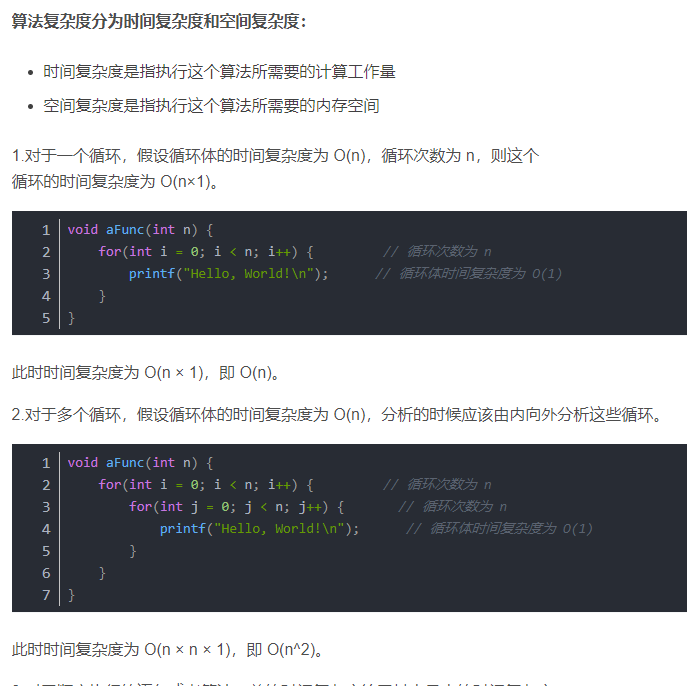 算法复杂度分为时间复杂度和空间复杂度：
• 时间复杂度是指执行这个算法所需要的计算工作量
• 空间复杂度是指执行这个算法所需要的内存空间
1.对于一个循环，假设循环体的时间复杂度为 O(n)，循环次数为 n，则这个
循环的时间复杂度为 O(n×1)。
1 void aFunc(int n) {
2     for(int i = 0; i < n; i++) {         // 循环次数为 n
3         printf("Hello, World!\n");      // 循环体时间复杂度为 O(1)
4     }
5 }
此时时间复杂度为 O(n × 1)，即 O(n)。
2.对于多个循环，假设循环体的时间复杂度为 O(n)，分析的时候应该由内向外分析这些循环。
1 void aFunc(int n) {
2     for(int i = 0; i < n; i++) {         // 循环次数为 n
3         for(int j = 0; j < n; j++) {       // 循环次数为 n
4             printf("Hello, World!\n");      // 循环体时间复杂度为 O(1)
5         }
6     }
7 }
此时时间复杂度为 O(n × n × 1)，即 O(n^2)。